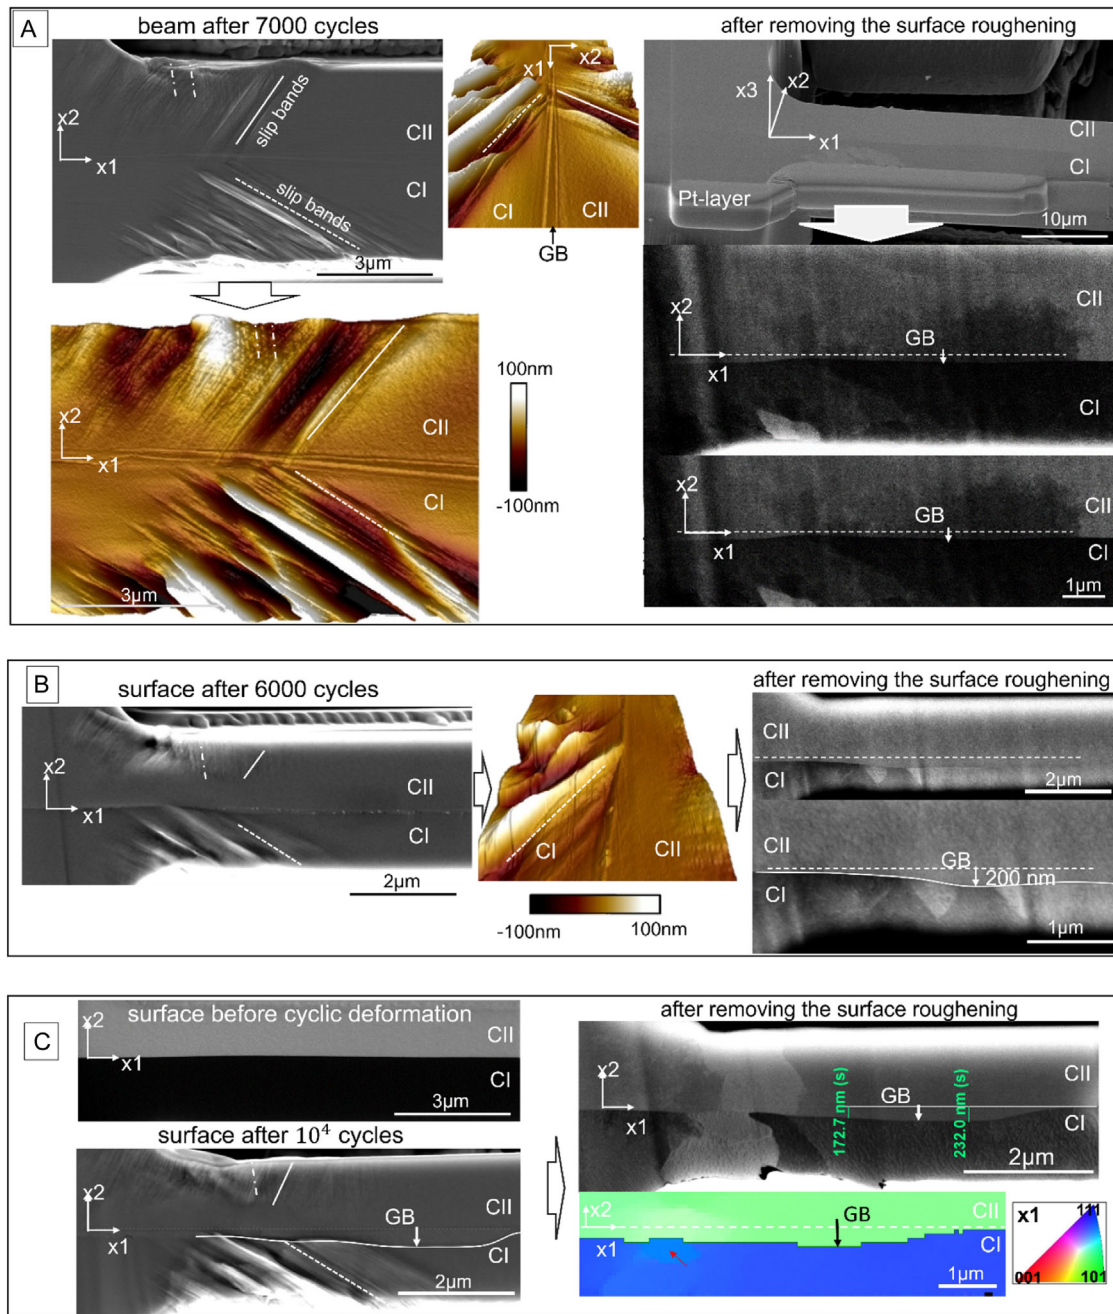 A
beam after 7000 cycles
slip bands
CII
x2
x1
slip bands
CI
3µm
x1
x2
CI
CII
GB
after removing the surface roughening
x3
x2
x1
CII
CI
Pt-layer
10µm
x2
x1
GB
CII
CI
x2
x1
GB
CII
CI
1µm
x2
x1
CII
CI
3µm
100nm
-100nm
B
surface after 6000 cycles
x2
x1
CII
CI
2µm
CI
CII
-100nm
100nm
after removing the surface roughening
CII
CI
2µm
CII
GB
CI
200 nm
1µm
C
surface before cyclic deformation
x2
x1
CII
CI
3µm
surface after 10⁴ cycles
x2
x1
CII
GB
CI
2µm
after removing the surface roughening
x2
x1
172.7 nm (s)
GB
232.0 nm (s)
CII
CI
2µm
x2
x1
GB
CII
CI
1µm
x1
111
001
101